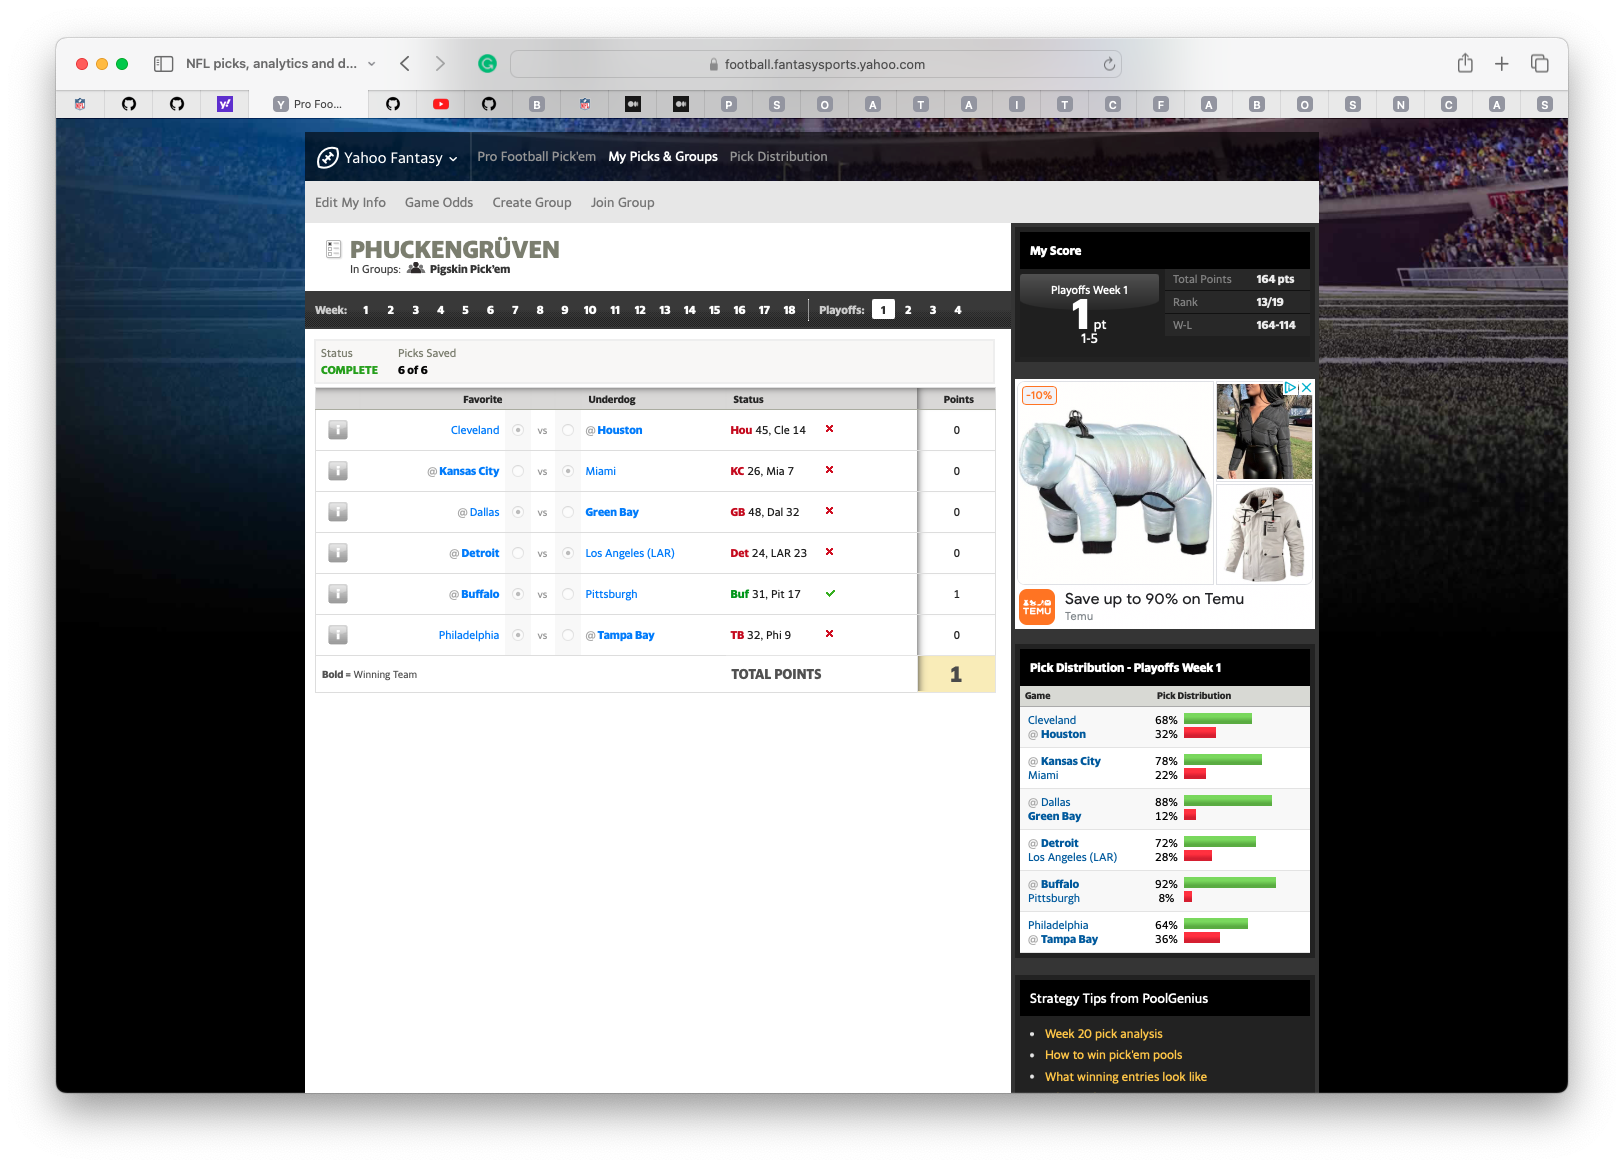 NFL picks, analytics and d...
football.fantasysports.yahoo.com
y! Y Pro Foo... B P S O A T A I T C F A B O S N C A S
Yahoo Fantasy Pro Football Pick'em My Picks & Groups Pick Distribution
Edit My Info Game Odds Create Group Join Group
PHUCKENGRÜVEN
In Groups: Pigskin Pick'em
Week: 1 2 3 4 5 6 7 8 9 10 11 12 13 14 15 16 17 18 Playoffs: 1 2 3 4
Status Picks Saved
COMPLETE 6 of 6
Favorite Underdog Status Points
i Cleveland vs @ Houston Hou 45, Cle 14 0
i @ Kansas City vs Miami KC 26, Mia 7 0
i @ Dallas vs Green Bay GB 48, Dal 32 0
i @ Detroit vs Los Angeles (LAR) Det 24, LAR 23 0
i @ Buffalo vs Pittsburgh Buf 31, Pit 17 1
i Philadelphia vs @ Tampa Bay TB 32, Phi 9 0
Bold = Winning Team TOTAL POINTS 1
My Score
Playoffs Week 1
1 pt
1-5
Total Points 164 pts
Rank 13/19
W-L 164-114
-10%
TEMU
Save up to 90% on Temu
Temu
Pick Distribution - Playoffs Week 1
Game Pick Distribution
Cleveland 68%
@ Houston 32%
@ Kansas City 78%
Miami 22%
@ Dallas 88%
Green Bay 12%
@ Detroit 72%
Los Angeles (LAR) 28%
@ Buffalo 92%
Pittsburgh 8%
Philadelphia 64%
@ Tampa Bay 36%
Strategy Tips from PoolGenius
• Week 20 pick analysis
• How to win pick'em pools
• What winning entries look like